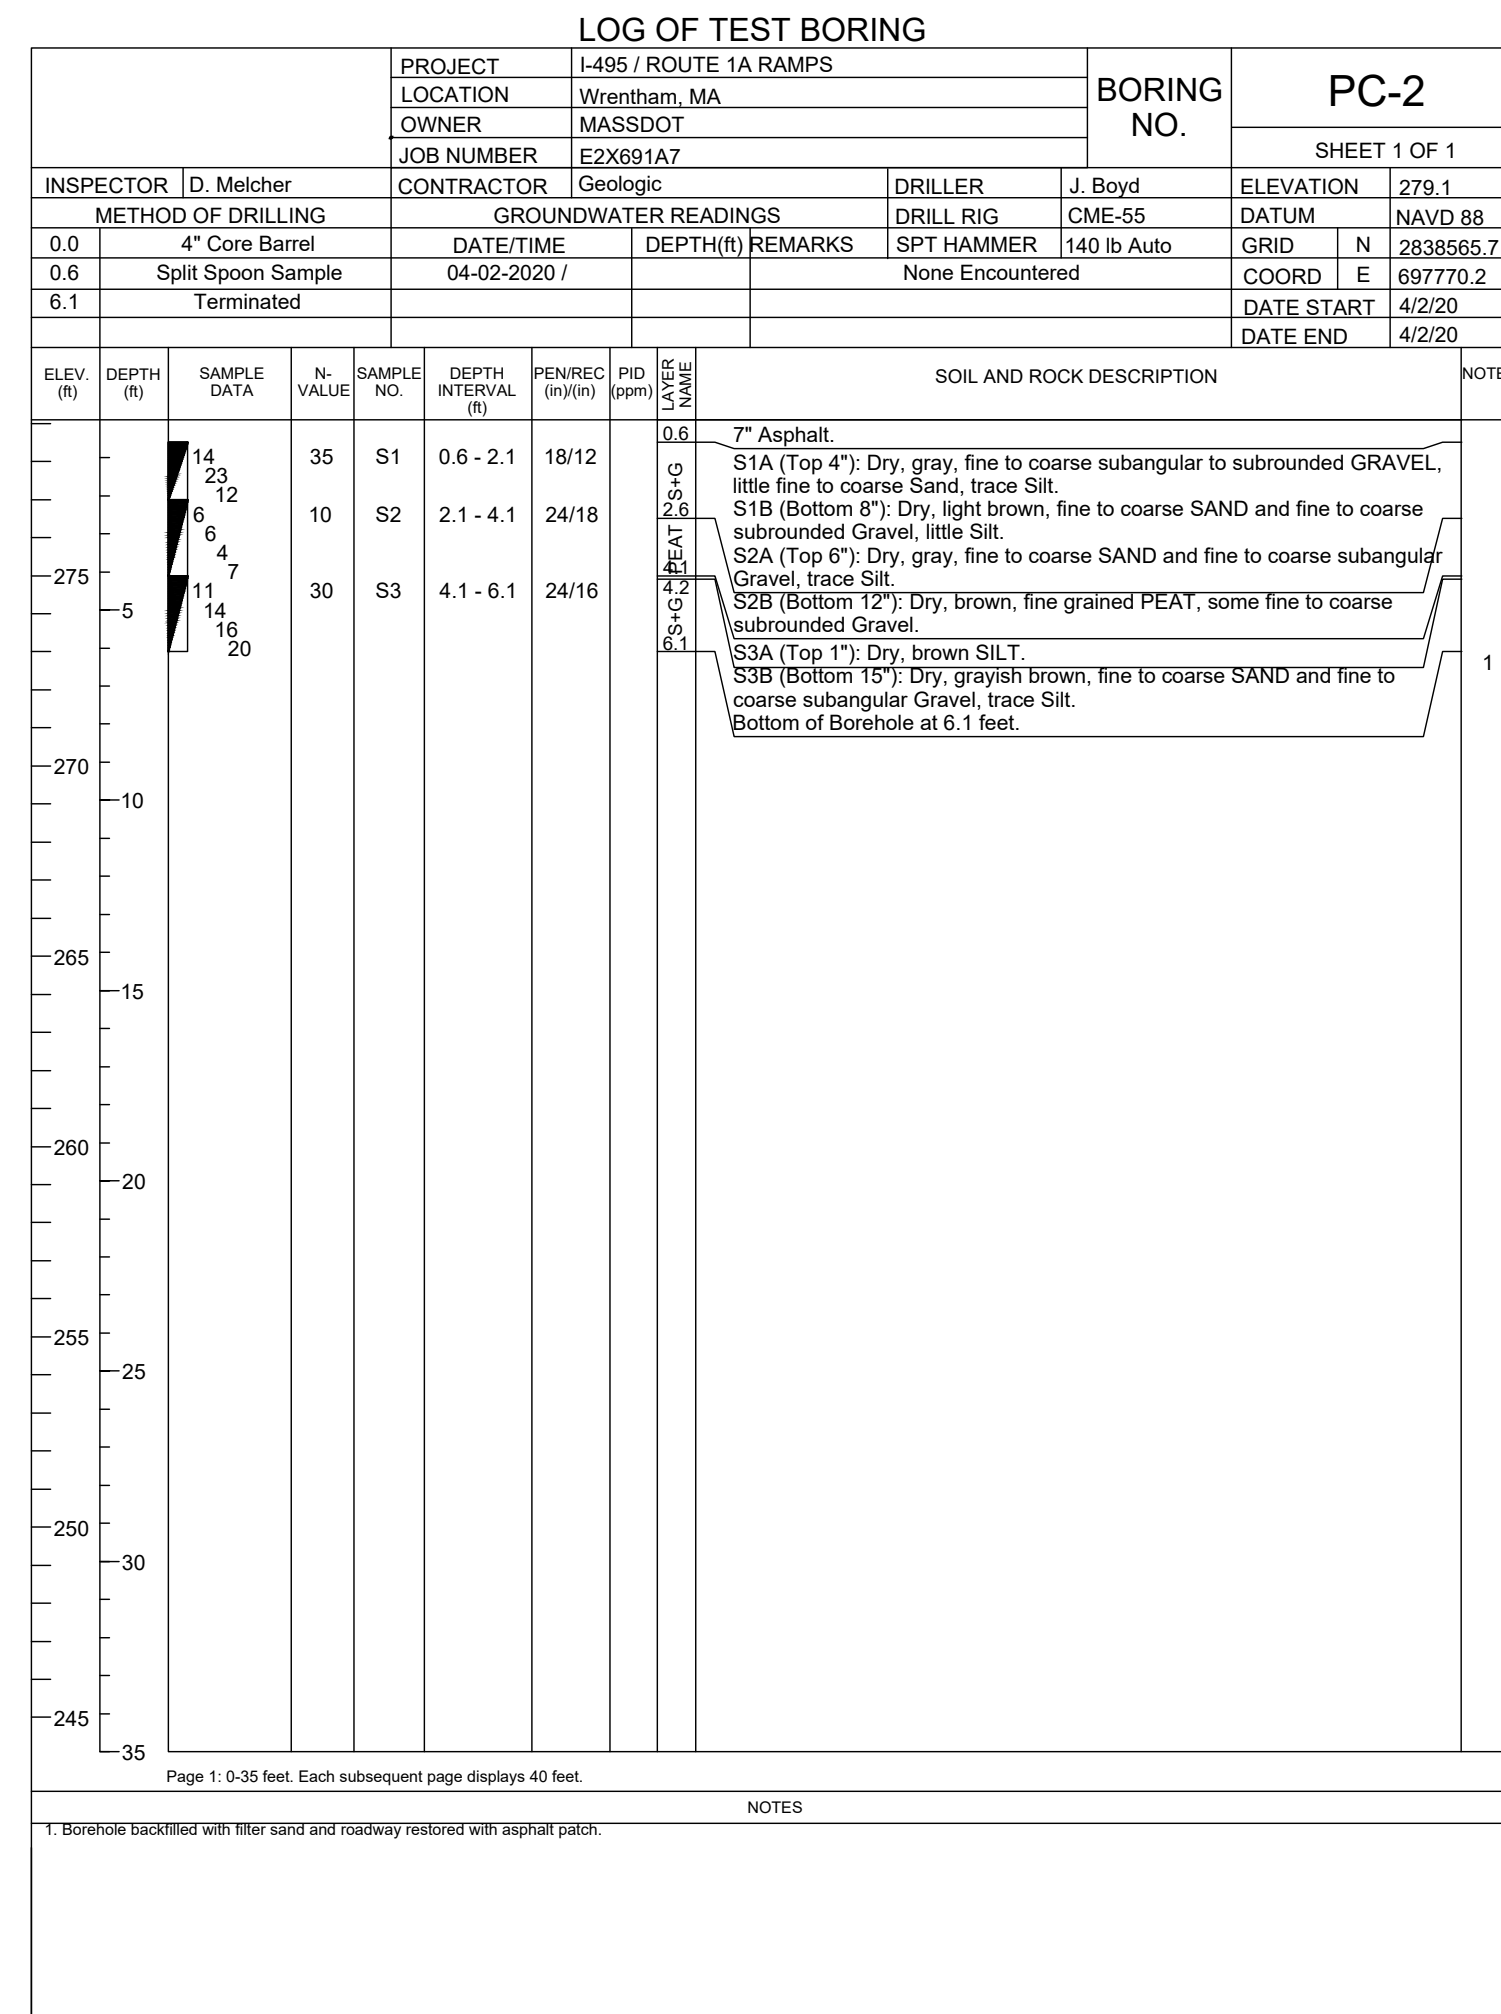 LOG OF TEST BORING
PROJECT I-495 / ROUTE 1A RAMPS
LOCATION Wrentham, MA
OWNER MASSDOT
JOB NUMBER E2X691A7
BORING NO.
PC-2
SHEET 1 OF 1
INSPECTOR D. Melcher CONTRACTOR Geologic DRILLER J. Boyd ELEVATION 279.1
METHOD OF DRILLING GROUNDWATER READINGS DRILL RIG CME-55 DATUM NAVD 88
0.0 4" Core Barrel DATE/TIME DEPTH(ft) REMARKS SPT HAMMER 140 lb Auto GRID N 2838565.7
0.6 Split Spoon Sample 04-02-2020 / None Encountered COORD E 697770.2
6.1 Terminated DATE START 4/2/20
DATE END 4/2/20
ELEV. (ft) DEPTH (ft) SAMPLE DATA N-VALUE SAMPLE NO. DEPTH INTERVAL (ft) PEN/REC (in)/(in) PID (ppm) LAYER NAME SOIL AND ROCK DESCRIPTION NOTE
0.6 7" Asphalt.
14 35 S1 0.6 - 2.1 18/12
23
12
S+G
S1A (Top 4"): Dry, gray, fine to coarse subangular to subrounded GRAVEL,
little fine to coarse Sand, trace Silt.
2.6 S1B (Bottom 8"): Dry, light brown, fine to coarse SAND and fine to coarse
subrounded Gravel, little Silt.
6 10 S2 2.1 - 4.1 24/18
6
4
7
PEAT
S2A (Top 6"): Dry, gray, fine to coarse SAND and fine to coarse subangular
Gravel, trace Silt.
275
4.1
4.2
S2B (Bottom 12"): Dry, brown, fine grained PEAT, some fine to coarse
subrounded Gravel.
11 30 S3 4.1 - 6.1 24/16
5 14
16
20
S+G
6.1 S3A (Top 1"): Dry, brown SILT.
1
S3B (Bottom 15"): Dry, grayish brown, fine to coarse SAND and fine to
coarse subangular Gravel, trace Silt.
Bottom of Borehole at 6.1 feet.
270
10
265
15
260
20
255
25
250
30
245
35
Page 1: 0-35 feet. Each subsequent page displays 40 feet.
NOTES
1. Borehole backfilled with filter sand and roadway restored with asphalt patch.